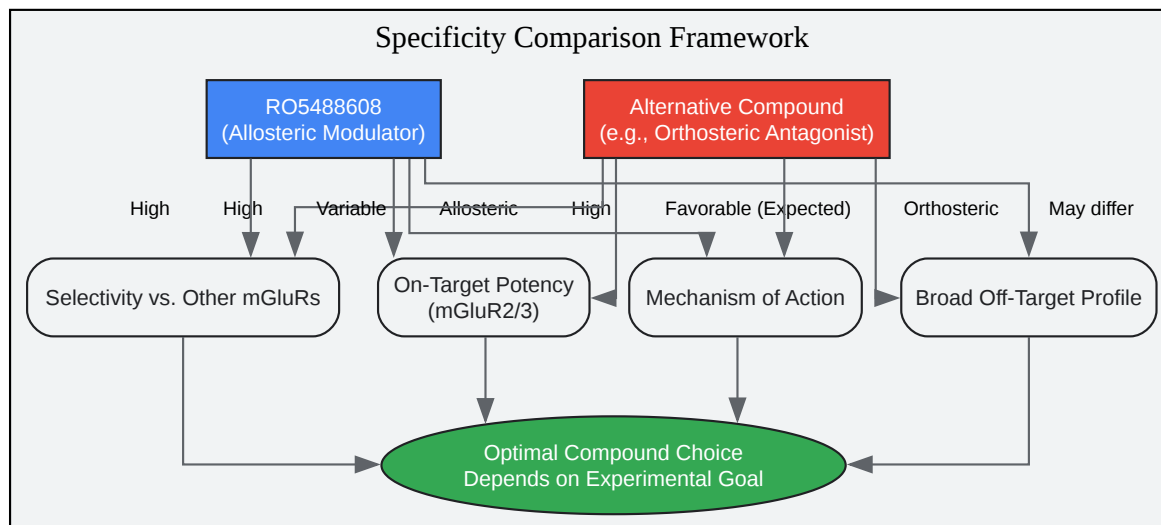 Specificity Comparison Framework
RO5488608
(Allosteric Modulator)
Alternative Compound
(e.g., Orthosteric Antagonist)
High
High
Variable
Allosteric
High
Favorable (Expected)
Orthosteric
May differ
Selectivity vs. Other mGluRs
On-Target Potency
(mGluR2/3)
Mechanism of Action
Broad Off-Target Profile
Optimal Compound Choice
Depends on Experimental Goal